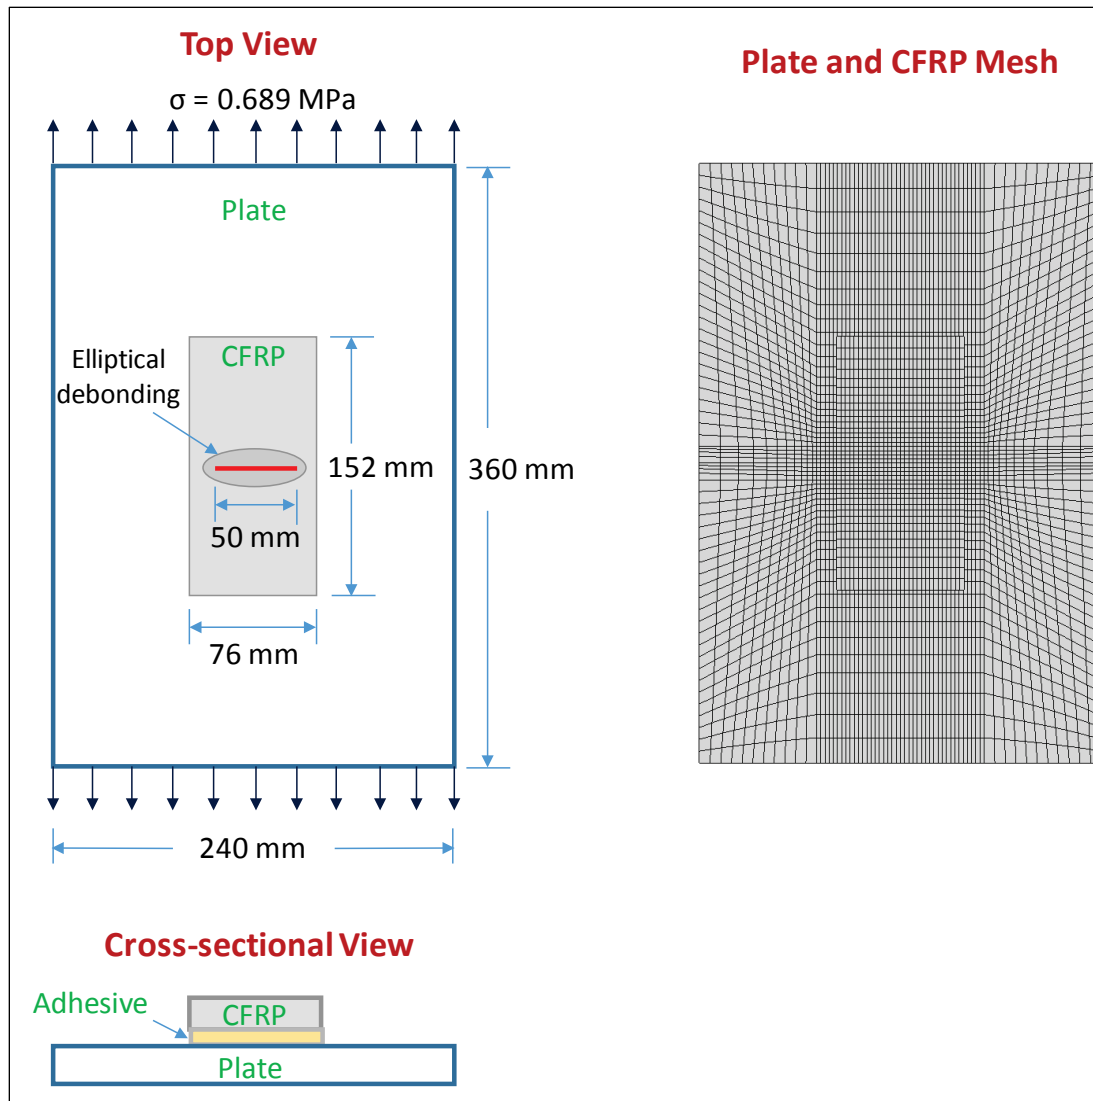 Top View
σ = 0.689 MPa
Plate
CFRP
Elliptical
debonding
152 mm
360 mm
50 mm
76 mm
240 mm
Plate and CFRP Mesh
Cross-sectional View
Adhesive
CFRP
Plate